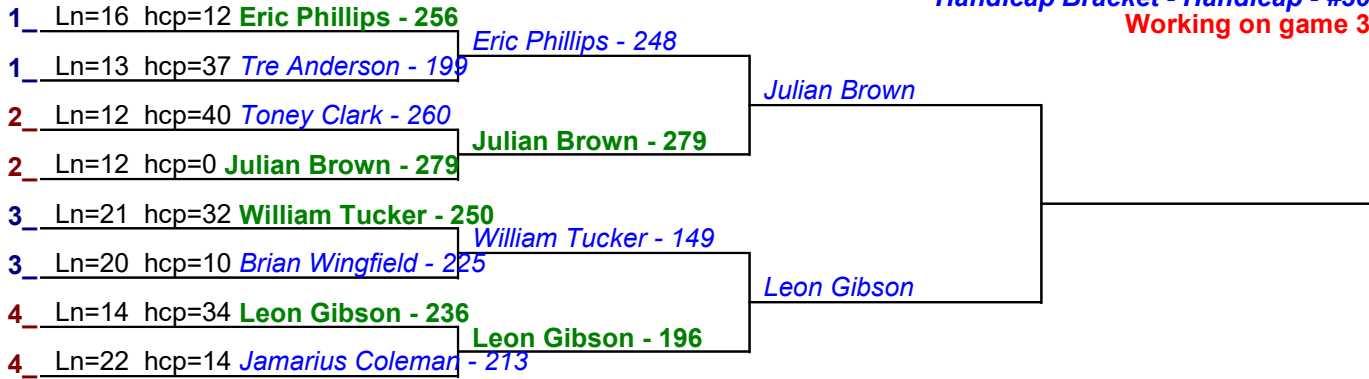 Handicap Bracket - Handicap - #30
Working on game 3
1_ Ln=16 hcp=12 Eric Phillips - 256
Eric Phillips - 248
1_ Ln=13 hcp=37 Tre Anderson - 199
Julian Brown
2_ Ln=12 hcp=40 Toney Clark - 260
Julian Brown - 279
2_ Ln=12 hcp=0 Julian Brown - 279
3_ Ln=21 hcp=32 William Tucker - 250
William Tucker - 149
3_ Ln=20 hcp=10 Brian Wingfield - 225
Leon Gibson
4_ Ln=14 hcp=34 Leon Gibson - 236
Leon Gibson - 196
4_ Ln=22 hcp=14 Jamarius Coleman - 213